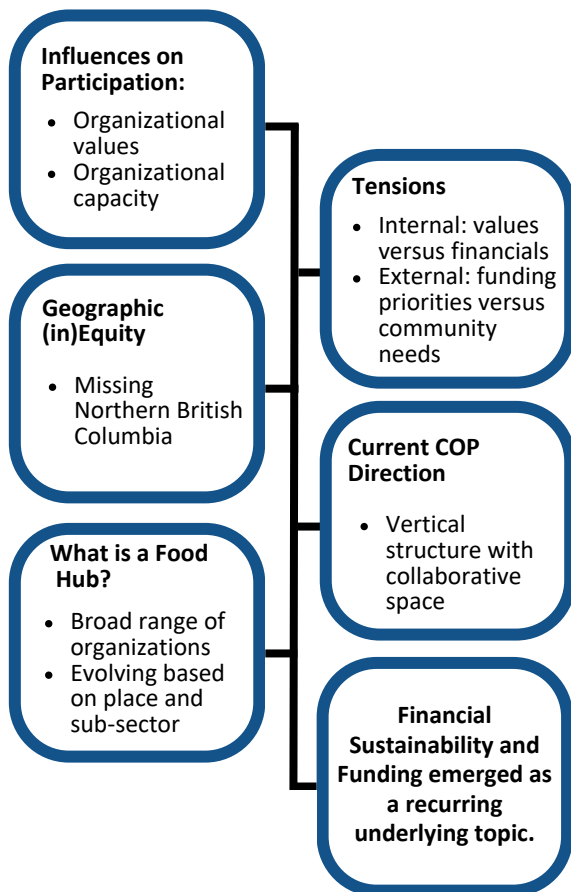 Influences on
Participation:
• Organizational
values
• Organizational
capacity
Tensions
• Internal: values
versus financials
• External: funding
priorities versus
community
needs
Geographic
(in)Equity
• Missing
Northern British
Columbia
Current COP
Direction
• Vertical
structure with
collaborative
space
What is a Food
Hub?
• Broad range of
organizations
• Evolving based
on place and
sub-sector
Financial
Sustainability and
Funding emerged as
a recurring
underlying topic.